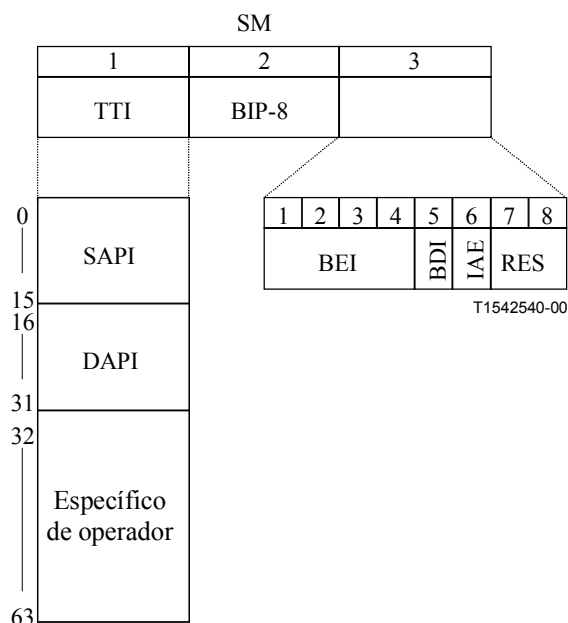 SM
1 2 3
TTI BIP-8
0 1 2 3 4 5 6 7 8
SAPI BEI BDI IAE RES
15 T1542540-00
16
DAPI
31
32
Específico
de operador
63